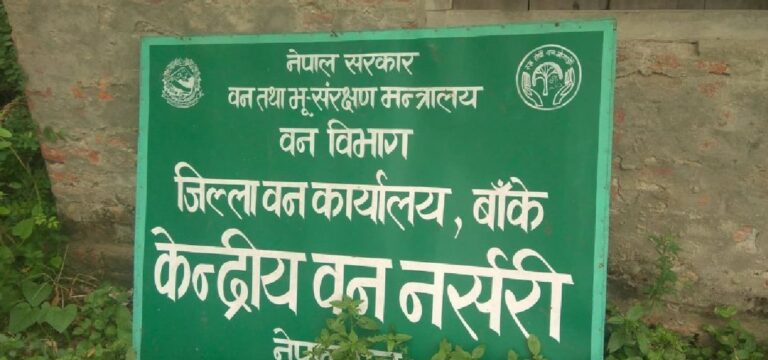 नेपाल सरकार
वन तथा भू-संरक्षण मन्त्रालय
वन विभाग
जिल्ला वन कार्यालय, बाँके
केन्द्रीय वन नर्सरी